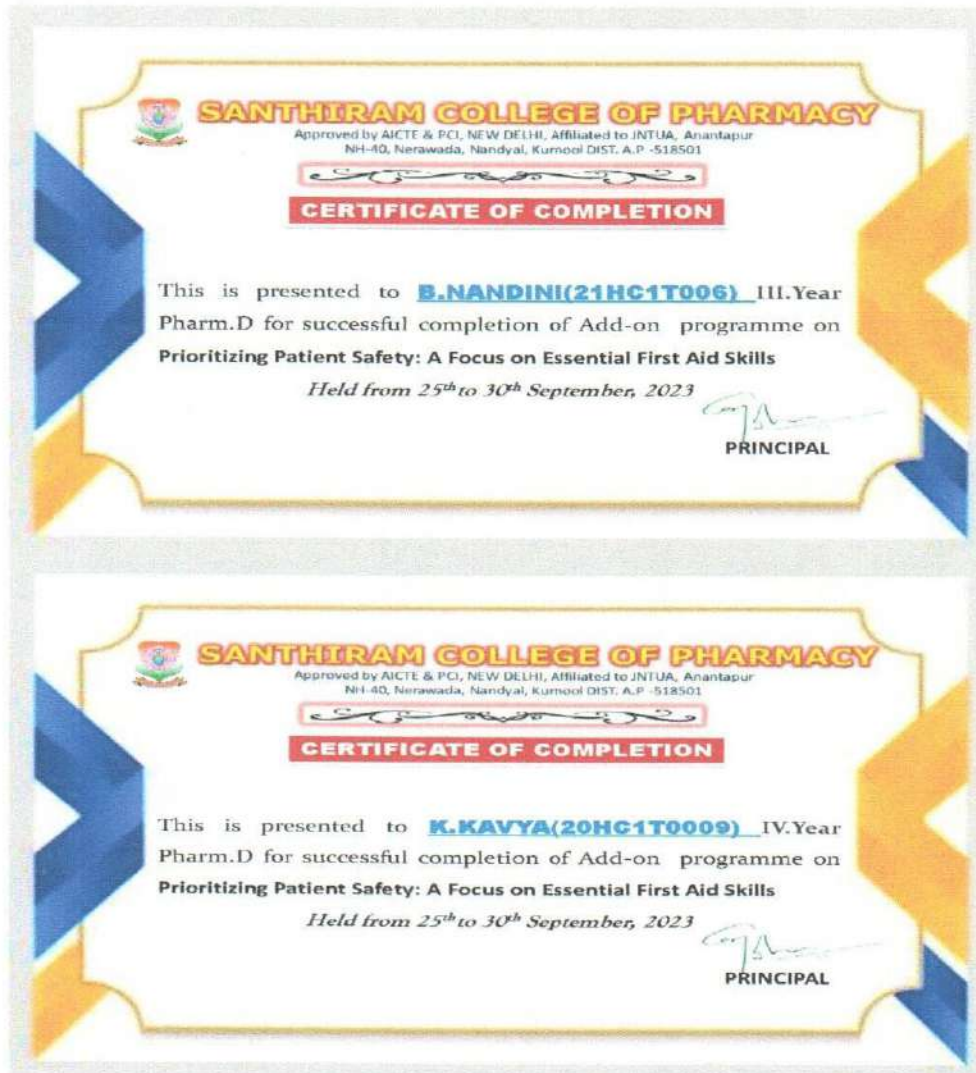 SANTHIRAM COLLEGE OF PHARMACY
Approved by AICTE & PCI, NEW DELHI, Affiliated to JNTUA, Anantapur
NH-40, Nerawada, Nandyal, Kurnool DIST. A.P -518501
CERTIFICATE OF COMPLETION
This is presented to B.NANDINI(21HC1T006) III.Year
Pharm.D for successful completion of Add-on programme on
Prioritizing Patient Safety: A Focus on Essential First Aid Skills
Held from 25th to 30th September, 2023
PRINCIPAL
SANTHIRAM COLLEGE OF PHARMACY
Approved by AICTE & PCI, NEW DELHI, Affiliated to JNTUA, Anantapur
NH-40, Nerawada, Nandyal, Kurnool DIST. A.P -518501
CERTIFICATE OF COMPLETION
This is presented to K.KAVYA(20HC1T0009) IV.Year
Pharm.D for successful completion of Add-on programme on
Prioritizing Patient Safety: A Focus on Essential First Aid Skills
Held from 25th to 30th September, 2023
PRINCIPAL